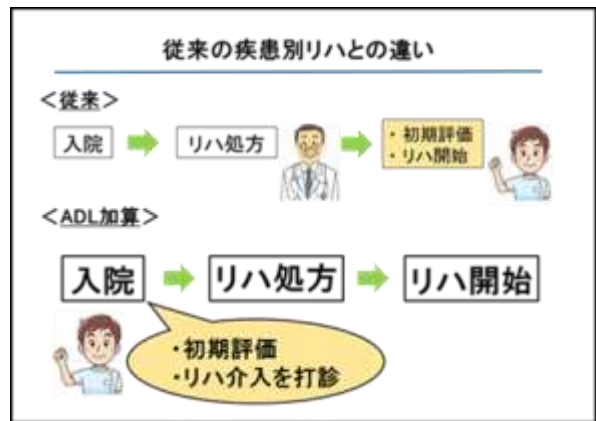 従来の疾患別リハとの違い
＜従来＞
入院
リハ処方
・初期評価
・リハ開始
＜ADL加算＞
入院
リハ処方
リハ開始
・初期評価
・リハ介入を打診